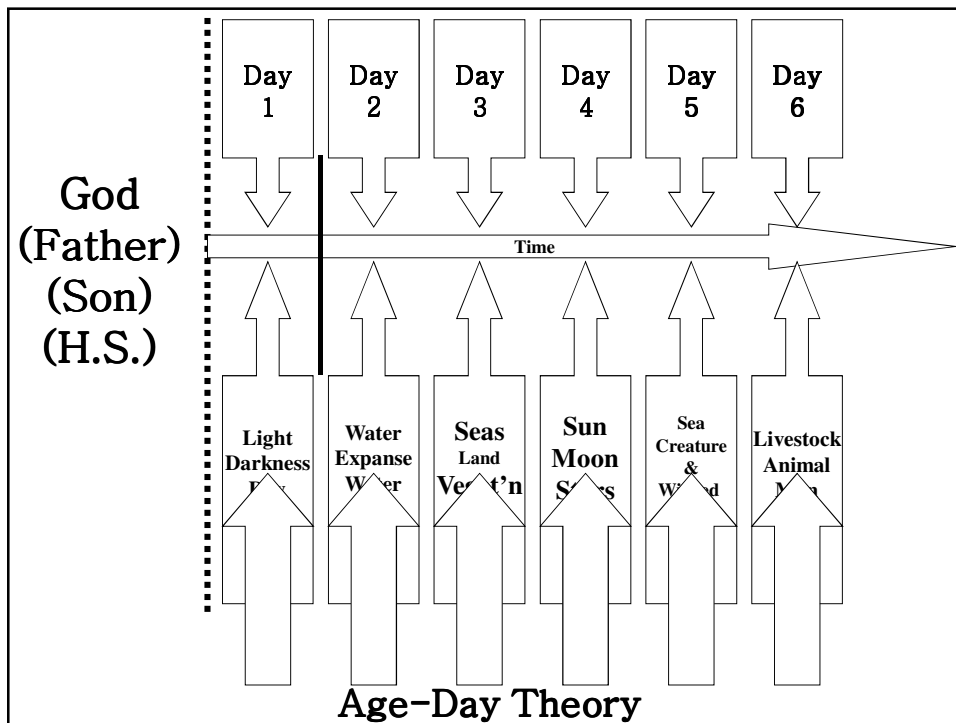 Day
1
Day
2
Day
3
Day
4
Day
5
Day
6
God
(Father)
(Son)
(H.S.)
Time
Light
Darkness
Water
Expanse
Seas
Land
Sun
Moon
Sea
Creature
&
Livestock
Animal
Age-Day Theory